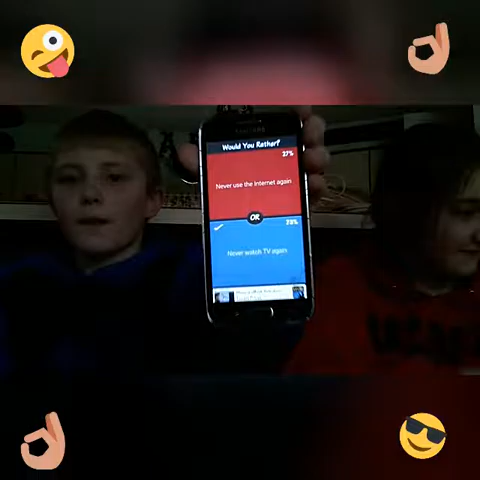 SAMSUNG
Would You Rather?
27%
Never use the Internet again
OR
73%
Never watch TV again